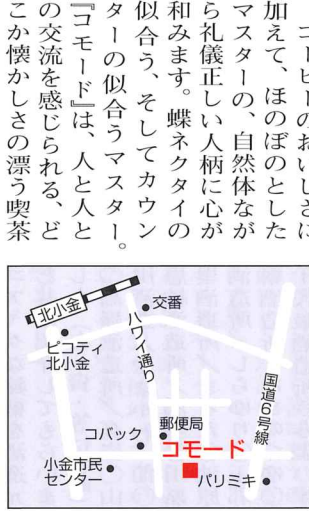 コーヒーのおいしさに
加えて、ほのぼのとした
マスターの、自然体なが
ら礼儀正しい人柄に心が
和みます。蝶ネクタイの
似合う、そしてカウン
ターの似合うマスター。
『コモード』は、人と人と
の交流を感じられる、ど
こか懐かしさの漂う喫茶
北小金
交番
ピコティ
北小金
ハワイ通り
国道6号線
郵便局
コバック
コモード
小金市民
センター
パリミキ